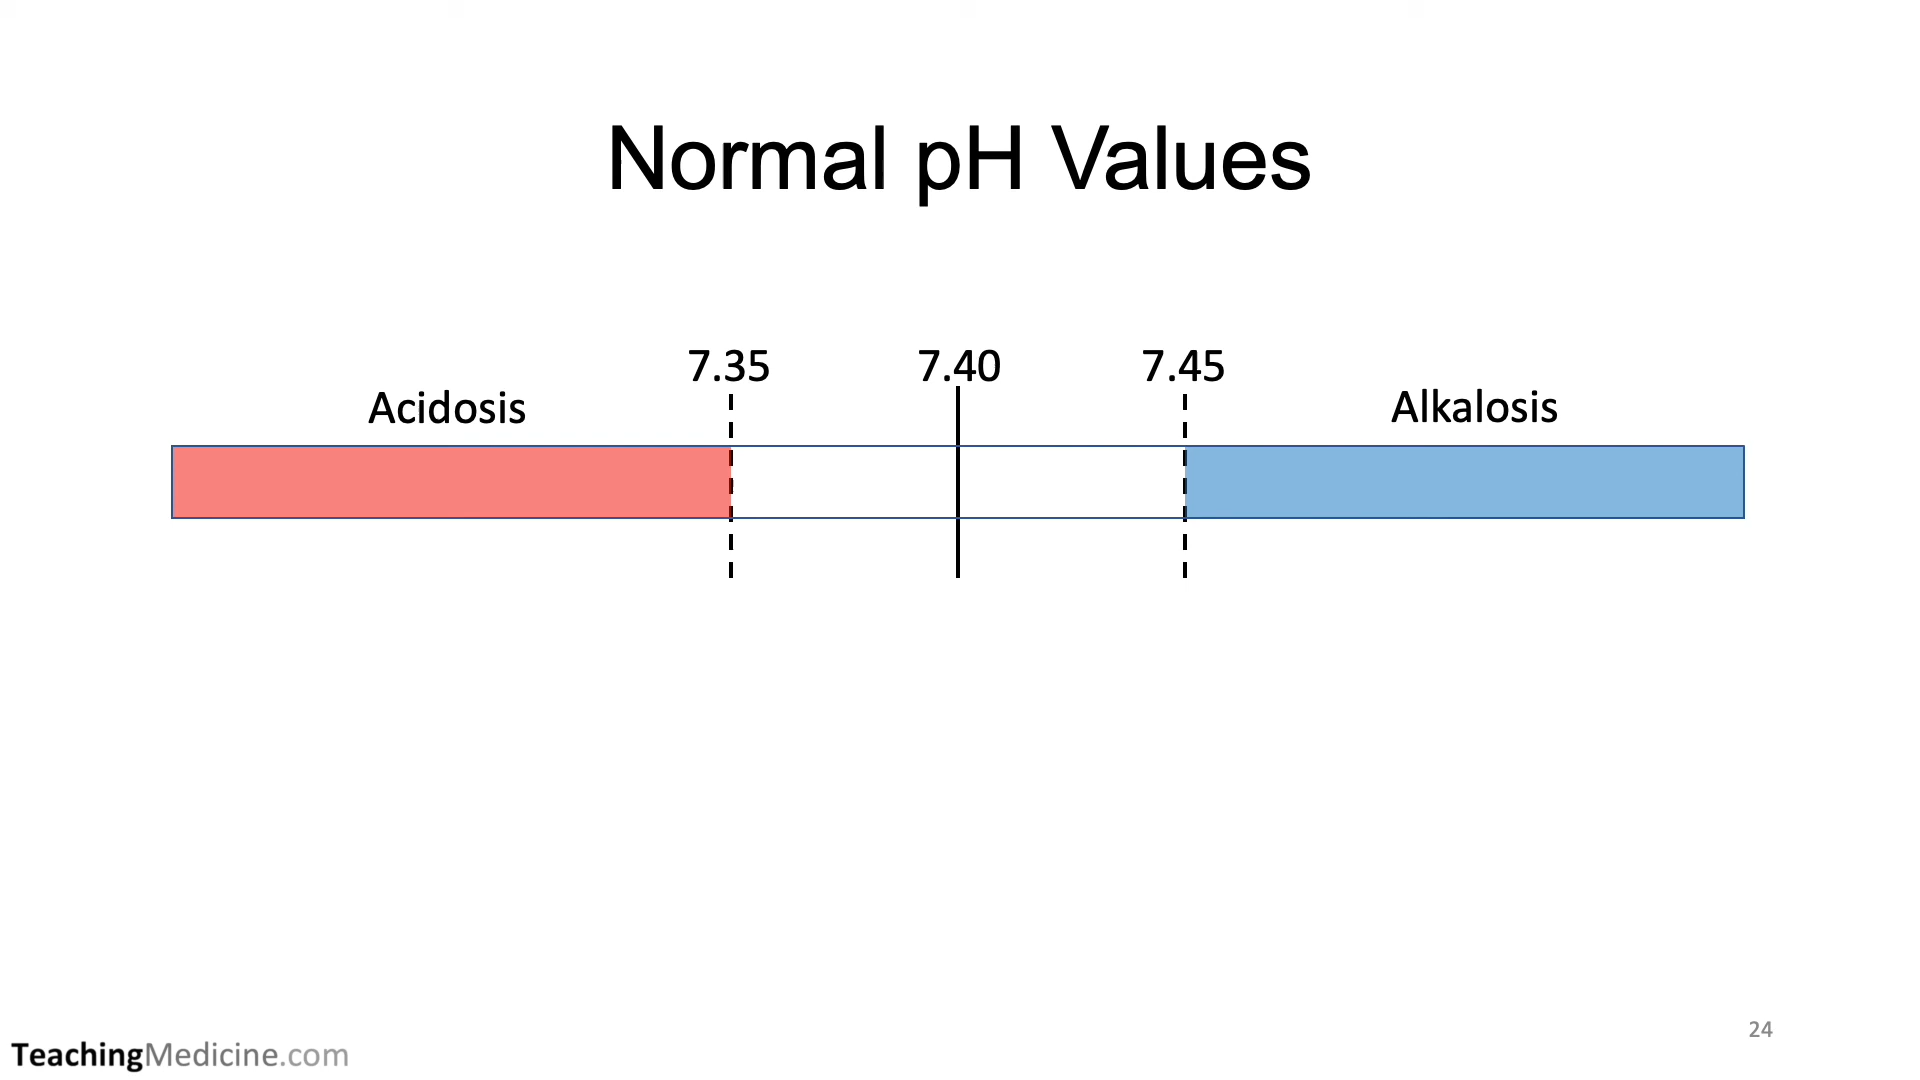 Normal pH Values
7.35 7.40 7.45
Acidosis Alkalosis
24
TeachingMedicine.com